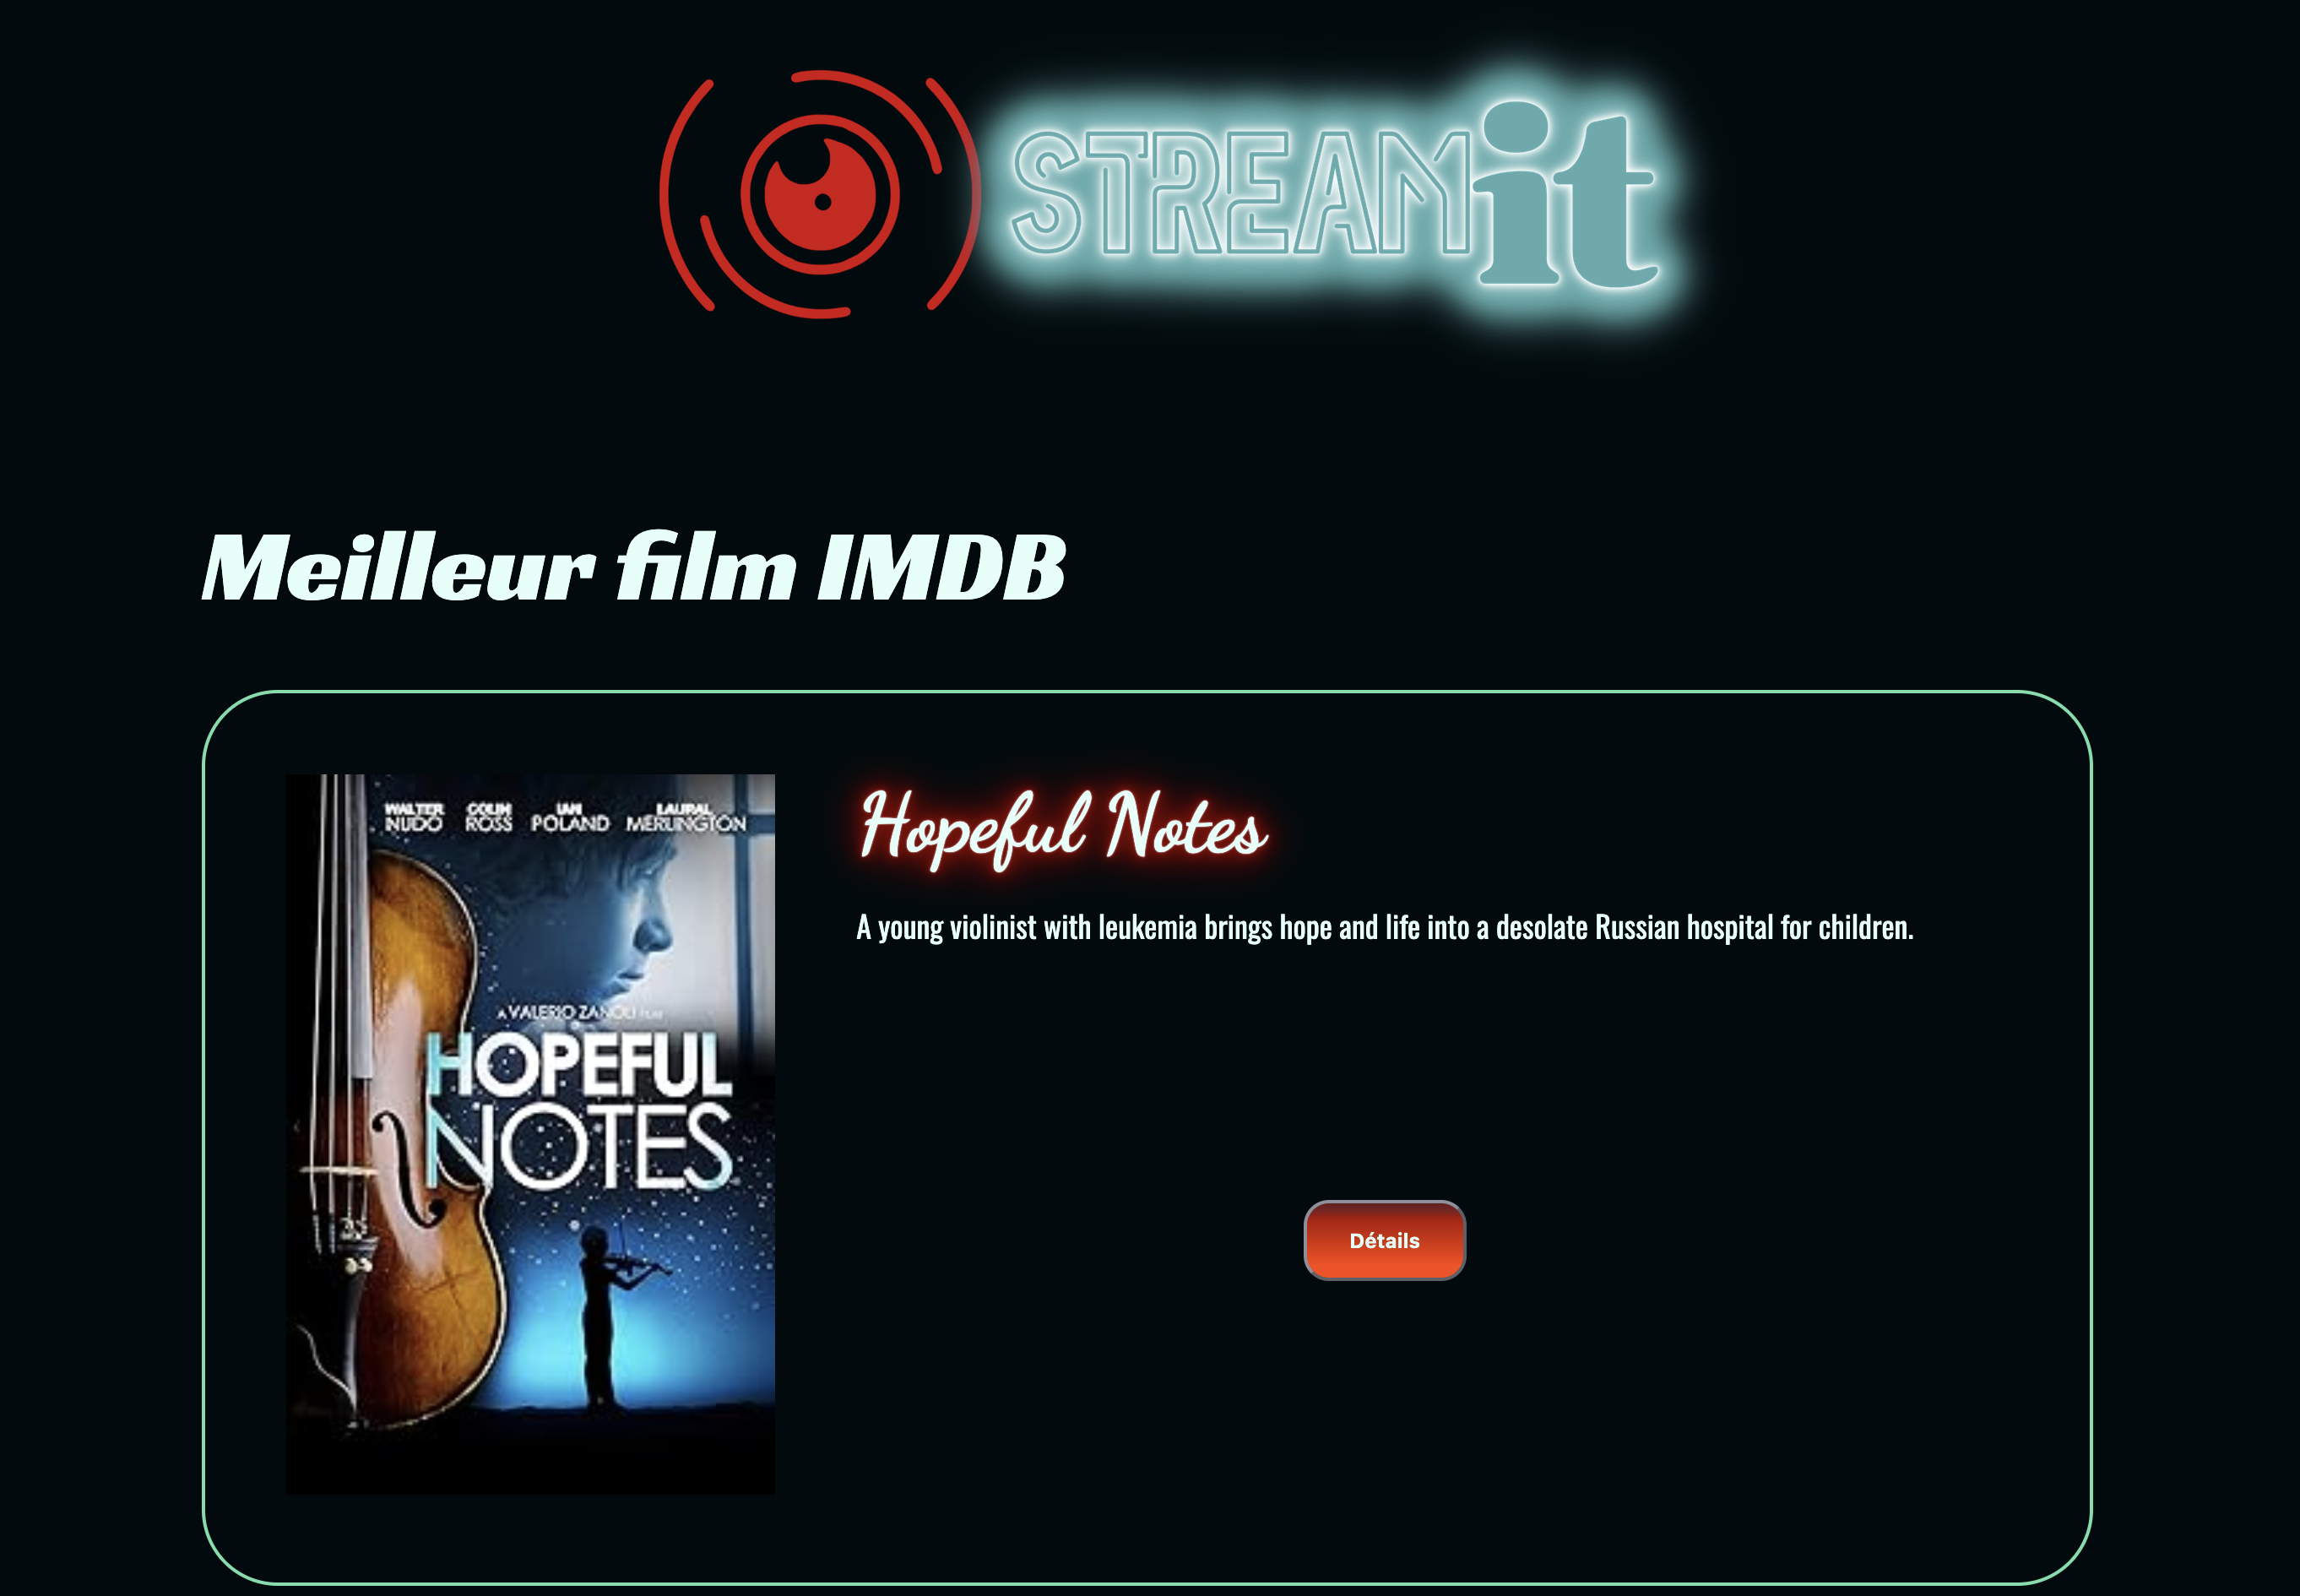 STREAMit
Meilleur film IMDB
WALTER NUDO COLIN ROSS IAN POLAND LAURAL MERLINGTON
Hopeful Notes
A young violinist with leukemia brings hope and life into a desolate Russian hospital for children.
A VALERIO ZANOLI FILM
HOPEFUL
NOTES
Détails